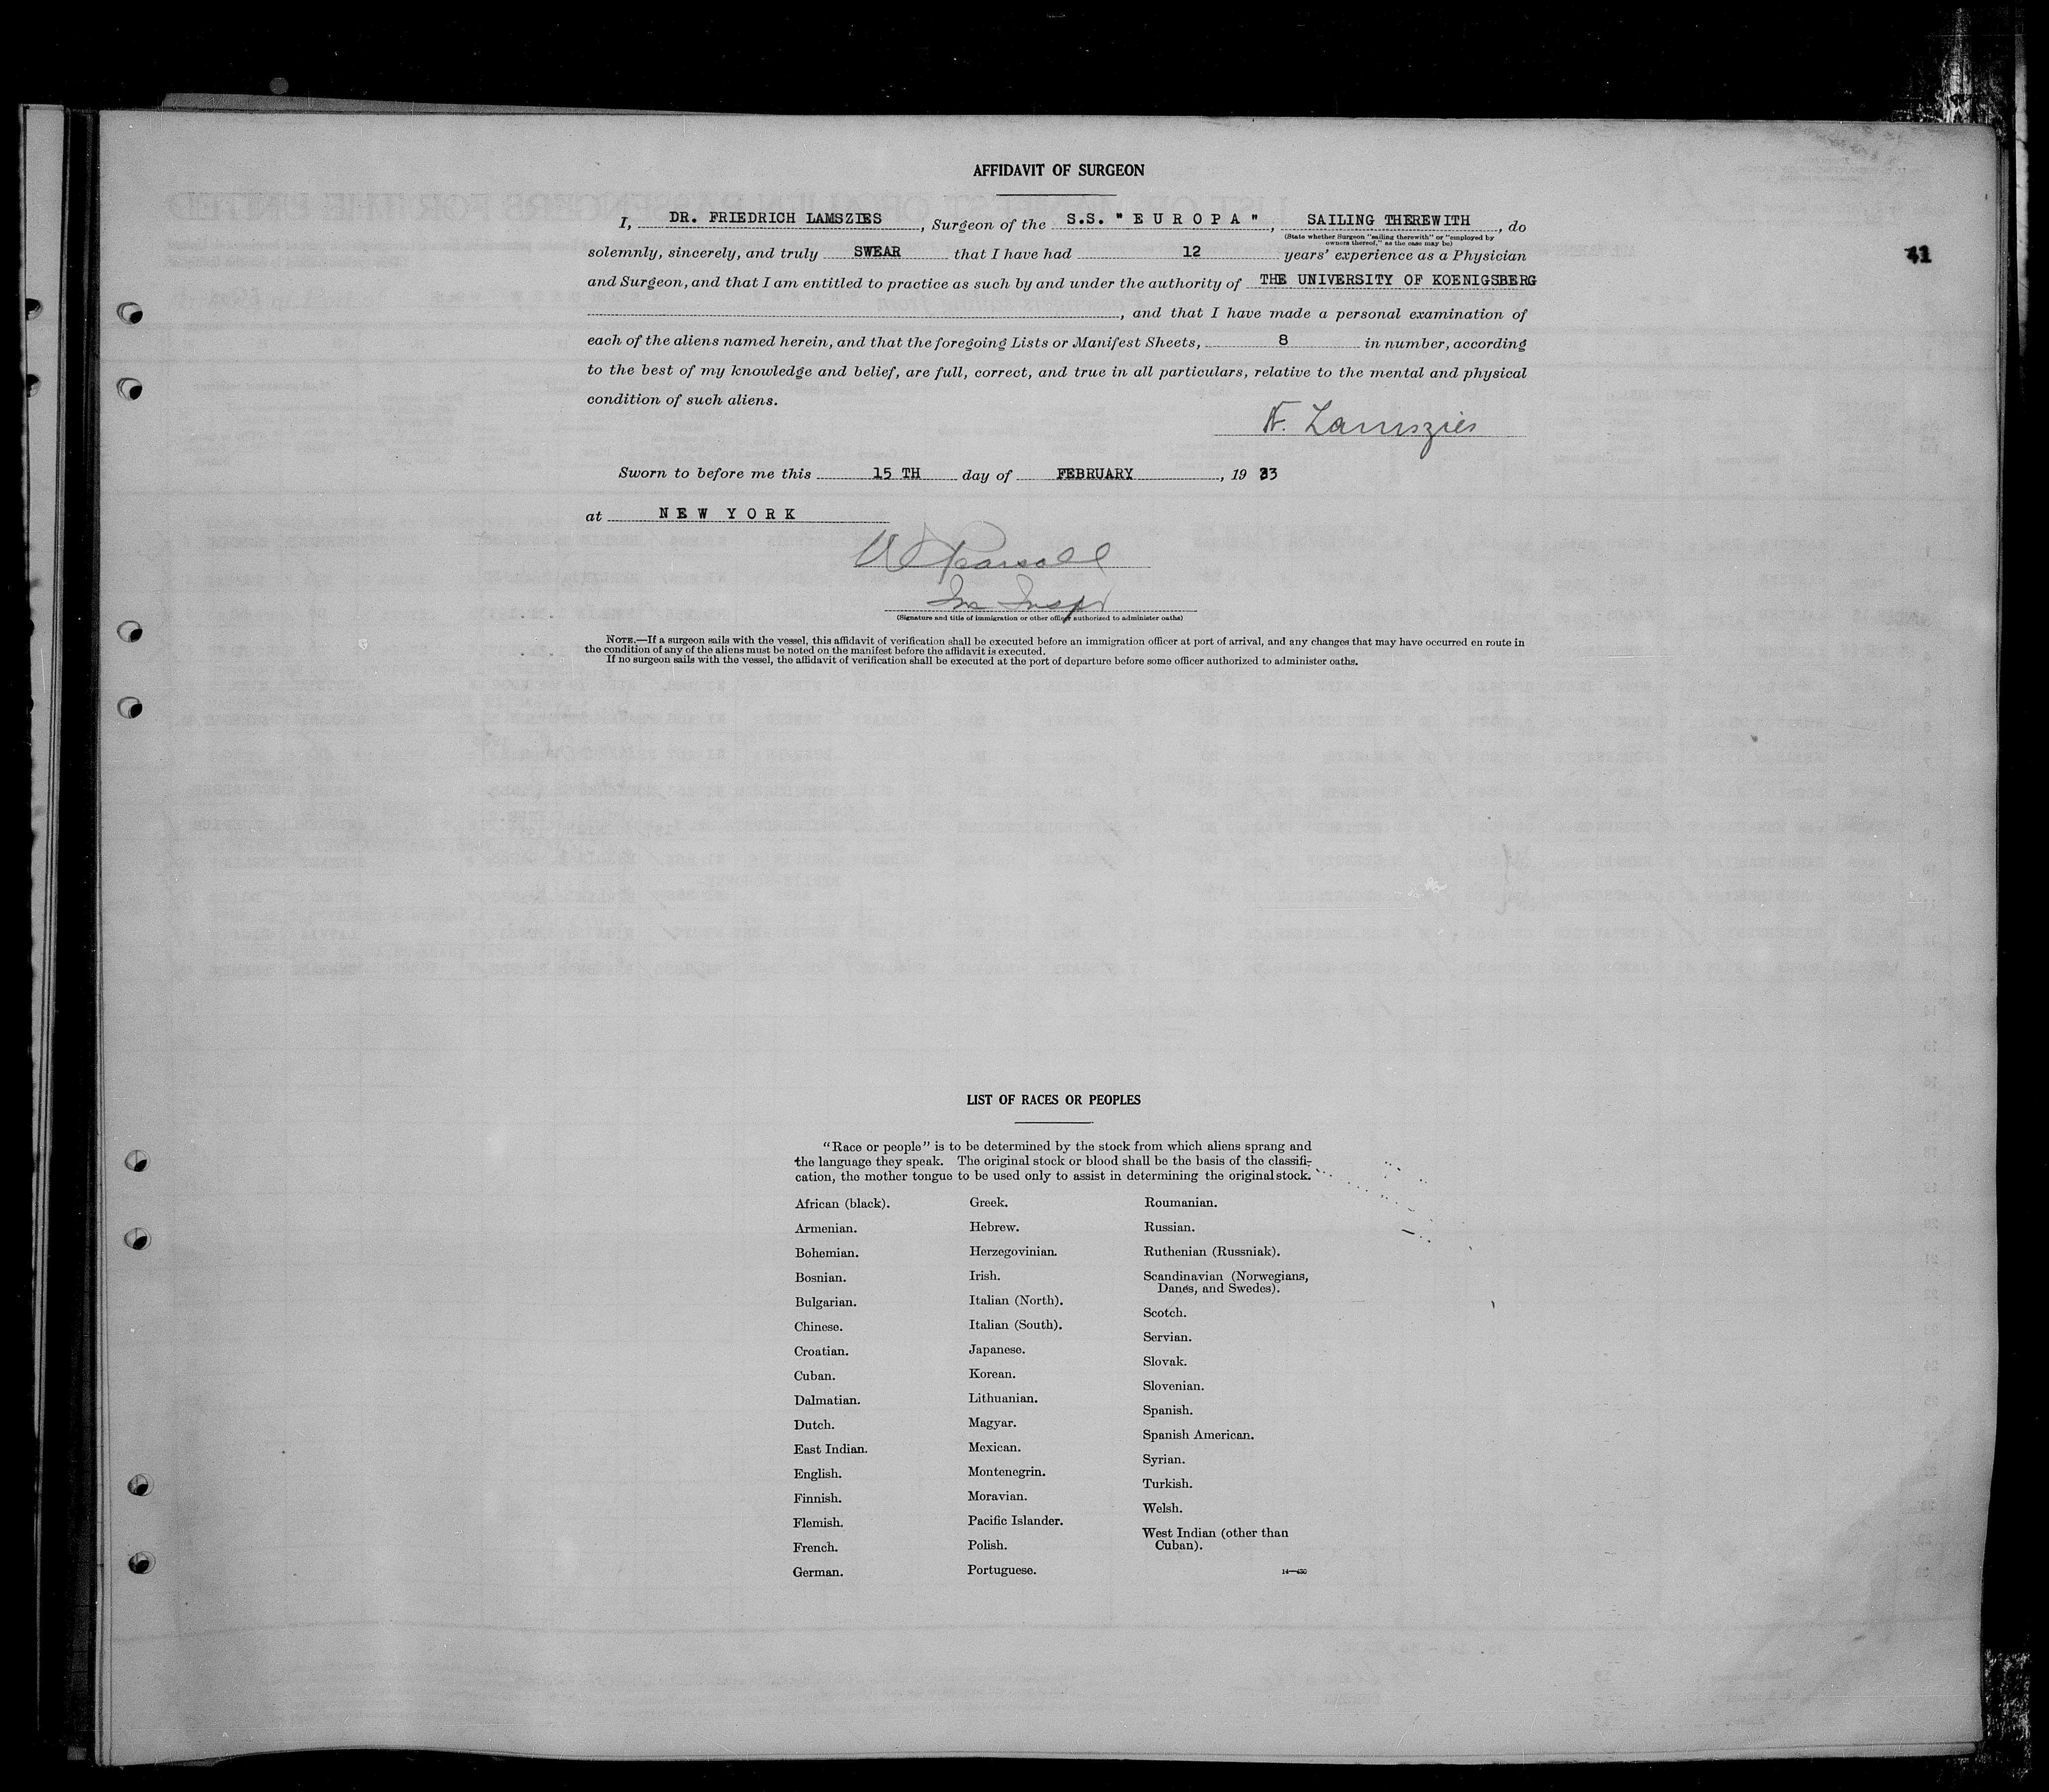 AFFIDAVIT OF SURGEON
I, DR. FRIEDRICH LAMSZIES, Surgeon of the S.S. "EUROPA", SAILING THEREWITH, do
(State whether Surgeon "sailing therewith" or "employed by
owners thereof," as the case may be)
41
solemnly, sincerely, and truly SWEAR that I have had 12 years' experience as a Physician
and Surgeon, and that I am entitled to practice as such by and under the authority of THE UNIVERSITY OF KOENIGSBERG
, and that I have made a personal examination of
each of the aliens named herein, and that the foregoing Lists or Manifest Sheets, 8 in number, according
to the best of my knowledge and belief, are full, correct, and true in all particulars, relative to the mental and physical
condition of such aliens.
F. Lamszies
Sworn to before me this 15 TH day of FEBRUARY, 19 33
at NEW YORK
Pearsall
Im Inspr
(Signature and title of immigration or other officer authorized to administer oaths)
NOTE.—If a surgeon sails with the vessel, this affidavit of verification shall be executed before an immigration officer at port of arrival, and any changes that may have occurred en route in
the condition of any of the aliens must be noted on the manifest before the affidavit is executed.
If no surgeon sails with the vessel, the affidavit of verification shall be executed at the port of departure before some officer authorized to administer oaths.
LIST OF RACES OR PEOPLES
"Race or people" is to be determined by the stock from which aliens sprang and
the language they speak. The original stock or blood shall be the basis of the classifi-
cation, the mother tongue to be used only to assist in determining the original stock.
African (black).
Armenian.
Bohemian.
Bosnian.
Bulgarian.
Chinese.
Croatian.
Cuban.
Dalmatian.
Dutch.
East Indian.
English.
Finnish.
Flemish.
French.
German.
Greek.
Hebrew.
Herzegovinian.
Irish.
Italian (North).
Italian (South).
Japanese.
Korean.
Lithuanian.
Magyar.
Mexican.
Montenegrin.
Moravian.
Pacific Islander.
Polish.
Portuguese.
Roumanian.
Russian.
Ruthenian (Russniak).
Scandinavian (Norwegians,
Danes, and Swedes).
Scotch.
Servian.
Slovak.
Slovenian.
Spanish.
Spanish American.
Syrian.
Turkish.
Welsh.
West Indian (other than
Cuban).
14—430